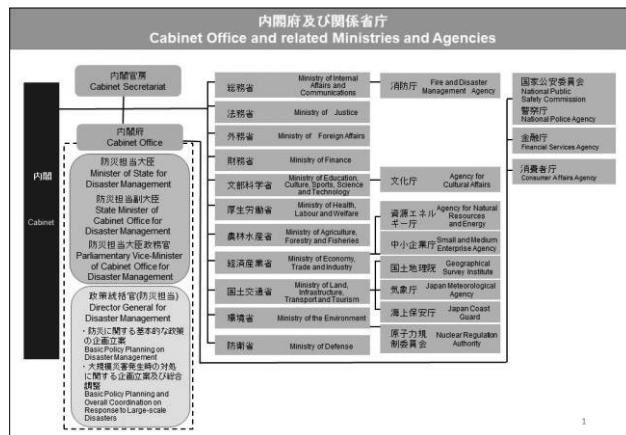 内閣府及び関係省庁
Cabinet Office and related Ministries and Agencies
内閣
Cabinet
内閣官房
Cabinet Secretariat
内閣府
Cabinet Office
防災担当大臣
Minister of State for
Disaster Management
防災担当副大臣
State Minister of
Cabinet Office for
Disaster Management
防災担当大臣政務官
Parliamentary Vice-Minister
of Cabinet Office for
Disaster Management
政策統括官(防災担当)
Director General for
Disaster Management
・防災に関する基本的な政策
の企画立案
Basic Policy Planning on
Disaster Management
・大規模災害発生時の対処
に関する企画立案及び総合
調整
Basic Policy Planning and
Overall Coordination on
Response to Large-scale
Disasters
総務省
Ministry of Internal
Affairs and
Communications
法務省
Ministry of Justice
外務省
Ministry of Foreign Affairs
財務省
Ministry of Finance
文部科学省
Ministry of Education,
Culture, Sports, Science
and Technology
厚生労働省
Ministry of Health,
Labour and Welfare
農林水産省
Ministry of Agriculture,
Forestry and Fisheries
経済産業省
Ministry of Economy,
Trade and Industry
国土交通省
Ministry of Land,
Infrastructure,
Transport and Tourism
環境省
Ministry of the Environment
防衛省
Ministry of Defense
消防庁
Fire and Disaster
Management Agency
文化庁
Agency for
Cultural Affairs
資源エネル
ギー庁
Agency for Natural
Resources
and Energy
中小企業庁
Small and Medium
Enterprise Agency
国土地理院
Geographical
Survey Institute
気象庁
Japan Meteorological
Agency
海上保安庁
Japan Coast
Guard
原子力規
制委員会
Nuclear Regulation
Authority
国家公安委員会
National Public
Safety Commission
警察庁
National Police Agency
金融庁
Financial Services Agency
消費者庁
Consumer Affairs Agency
1